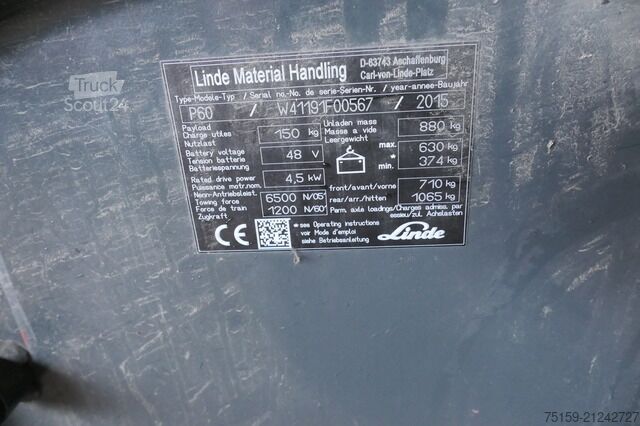 Truck
Scout24
Linde Material Handling
D-63743 Aschaffenburg
Carl-von-Linde-Platz
Type-Modele-Typ / Serial no.-No. de serie-Serien-Nr. / year-annee-Baujahr
P60 / W41191F00567 / 2015
Payload
Charge utiles
Nutzlast
150 kg
Unladen mass
Masse a vide
Leergewicht
880 kg
Battery voltage
Tension batterie
Batteriespannung
48 V
max. 630 kg
*
min. 374 kg
Rated drive power
Puissance motr.nom.
Nenn-Antriebsleist.
4,5 kW
front/avant/vorne 710 kg
rear/arr./hitten 1065 kg
Towing force
Force de train
Zugkraft
6500 N/05'
1200 N/60'
Perm. axle loadings/Charges admiss. par
essieu/zul. Achslasten
CE
* see Operating instructions
voir Mode d'emploi
siehe Betriebsanleitung
Linde
75159-21242727